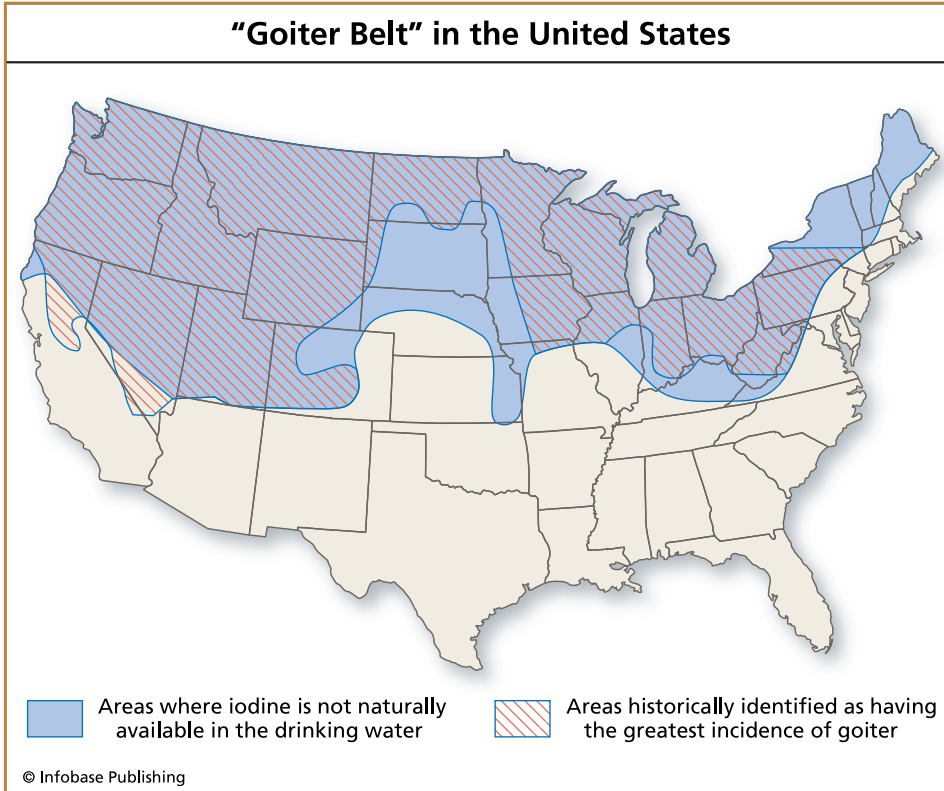 “Goiter Belt” in the United States
Areas where iodine is not naturally
available in the drinking water
Areas historically identified as having
the greatest incidence of goiter
© Infobase Publishing